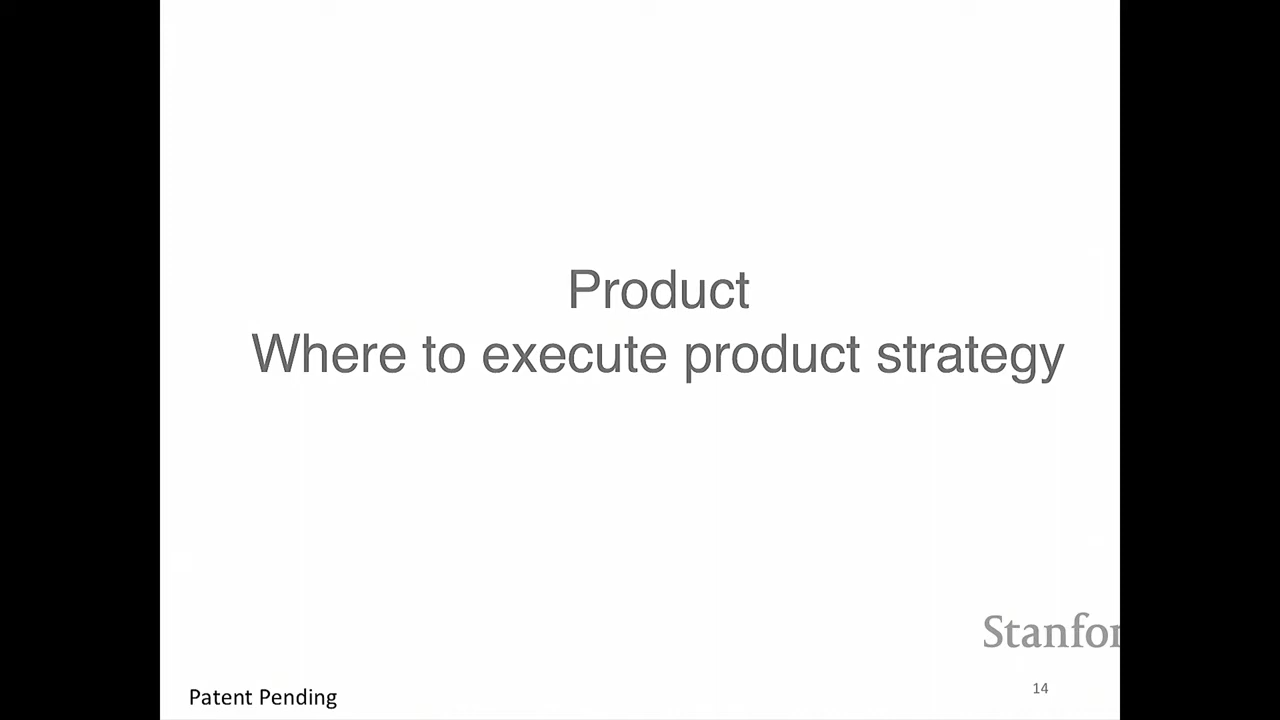 Product
Where to execute product strategy
Stanfor
Patent Pending
14